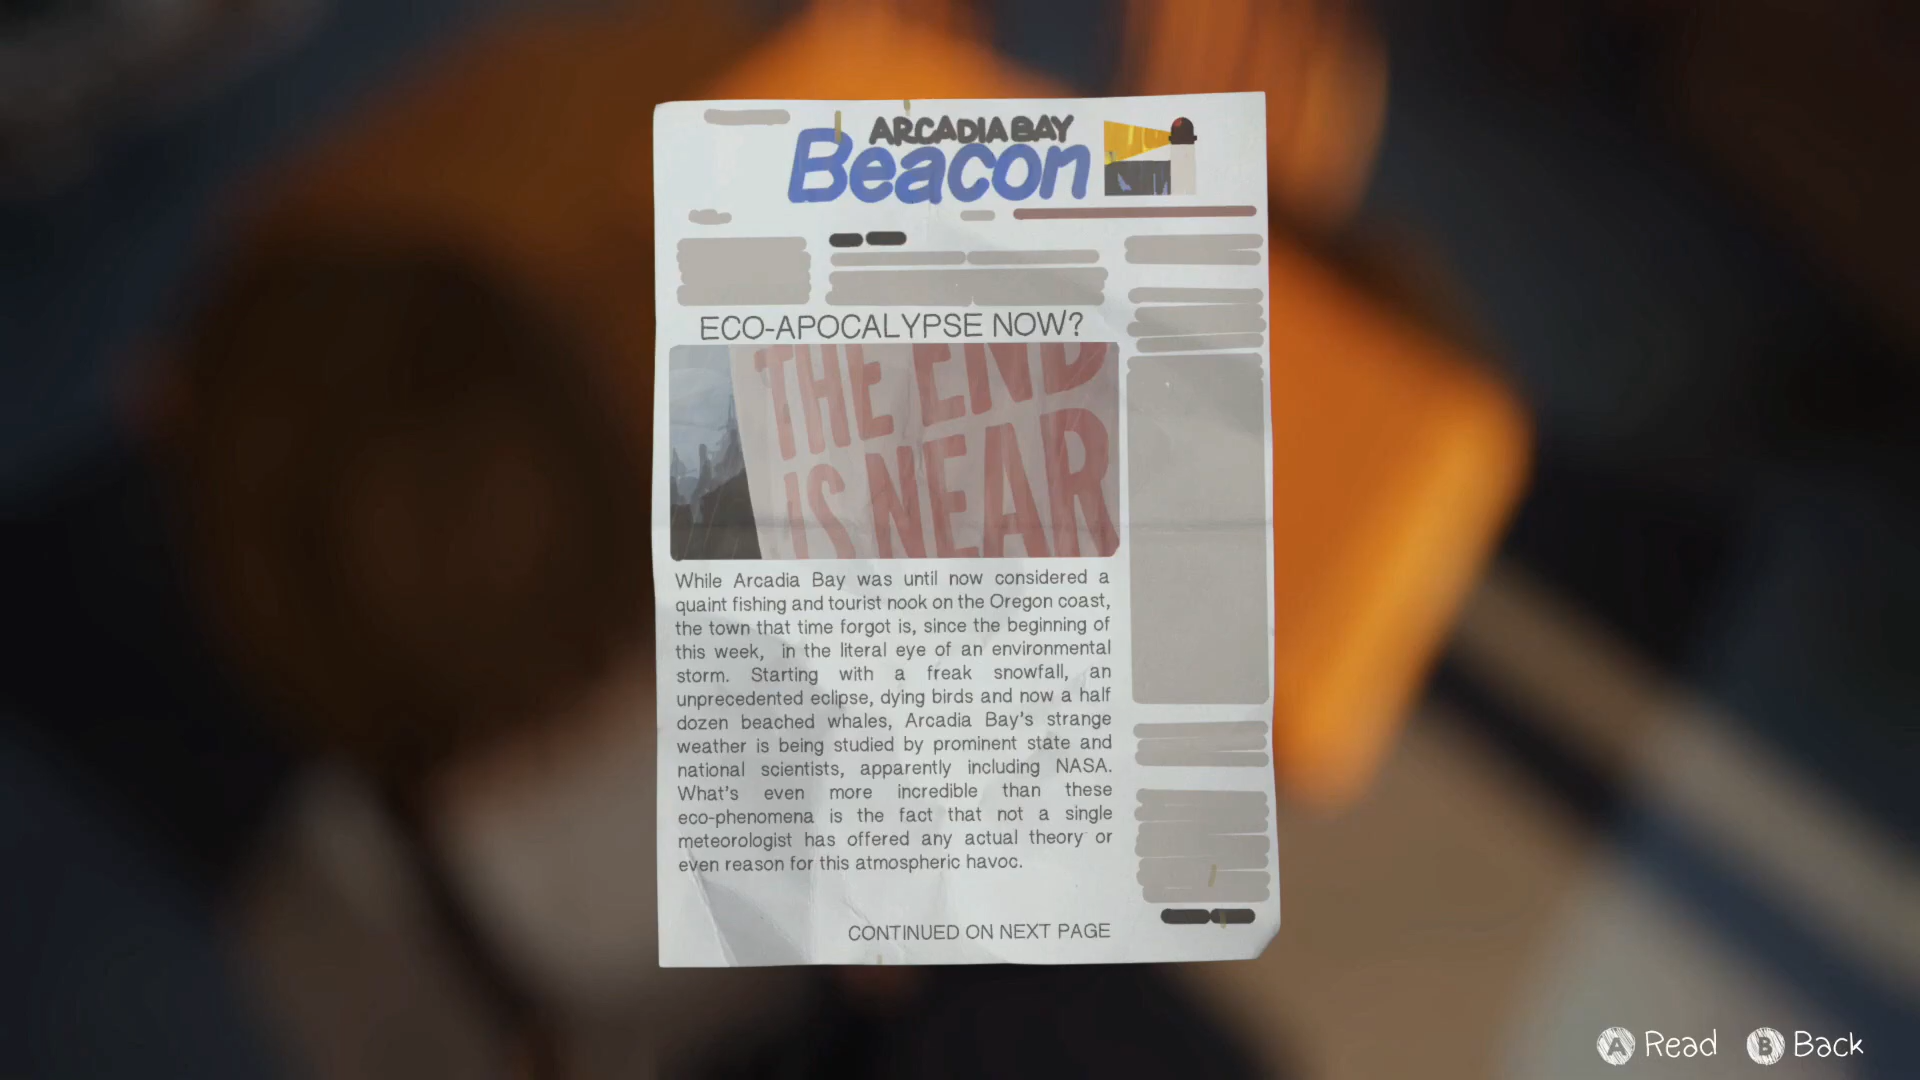 ARCADIA BAY
Beacon
ECO-APOCALYPSE NOW?
THE END
IS NEAR
While Arcadia Bay was until now considered a
quaint fishing and tourist nook on the Oregon coast,
the town that time forgot is, since the beginning of
this week, in the literal eye of an environmental
storm. Starting with a freak snowfall, an
unprecedented eclipse, dying birds and now a half
dozen beached whales, Arcadia Bay's strange
weather is being studied by prominent state and
national scientists, apparently including NASA.
What's even more incredible than these
eco-phenomena is the fact that not a single
meteorologist has offered any actual theory or
even reason for this atmospheric havoc.
CONTINUED ON NEXT PAGE
A Read B Back